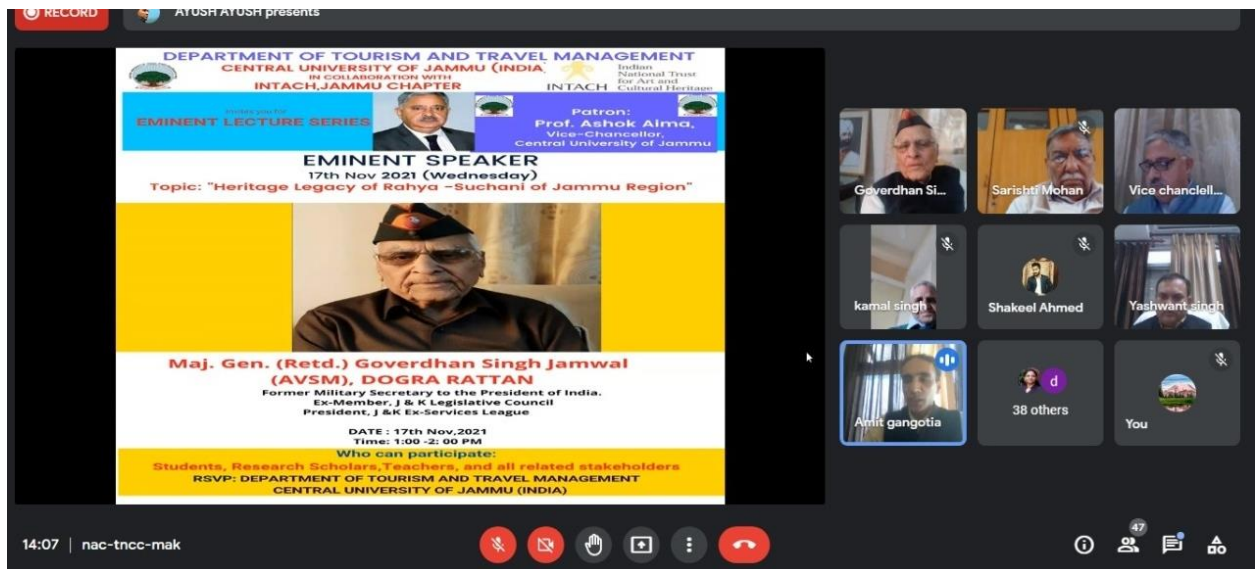 RECORD
AYUSH AYUSH presents
DEPARTMENT OF TOURISM AND TRAVEL MANAGEMENT
CENTRAL UNIVERSITY OF JAMMU (INDIA)
IN COLLABORATION WITH
INTACH,JAMMU CHAPTER
INTACH
Indian
National Trust
for Art and
Cultural Heritage
EMINENT LECTURE SERIES
Patron:
Prof. Ashok Aima,
Vice-Chancellor,
Central University of Jammu
EMINENT SPEAKER
17th Nov 2021 (Wednesday)
Topic: "Heritage Legacy of Rahya -Suchani of Jammu Region"
Maj. Gen. (Retd.) Goverdhan Singh Jamwal
(AVSM), DOGRA RATTAN
Former Military Secretary to the President of India.
Ex-Member, J & K Legislative Council
President, J &K Ex-Services League
DATE : 17th Nov,2021
Time: 1:00 -2: 00 PM
Who can participate:
Students, Research Scholars,Teachers, and all related stakeholders
RSVP: DEPARTMENT OF TOURISM AND TRAVEL MANAGEMENT
CENTRAL UNIVERSITY OF JAMMU (INDIA)
Goverdhan Si...
Sarishti Mohan
Vice chanclell...
kamal singh
Shakeel Ahmed
Yashwant singh
Amit gangotia
d
38 others
You
14:07 | nac-tncc-mak
47